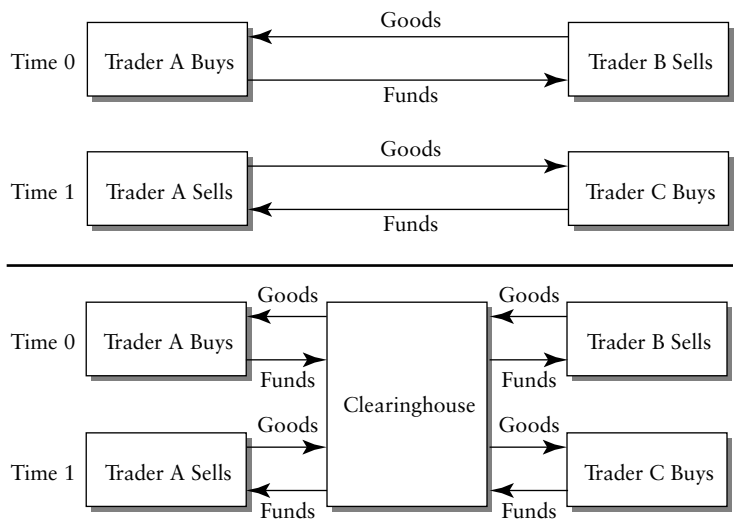 Goods
Time 0 Trader A Buys Trader B Sells
Funds
Goods
Time 1 Trader A Sells Trader C Buys
Funds
Goods Goods
Time 0 Trader A Buys Trader B Sells
Funds Funds
Clearinghouse
Goods Goods
Time 1 Trader A Sells Trader C Buys
Funds Funds